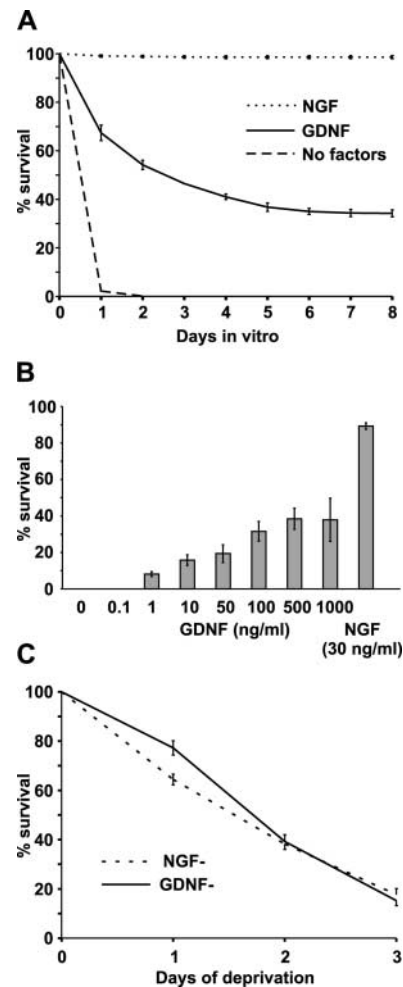 A
100
80
60
40
20
0
% survival
NGF
GDNF
No factors
0 1 2 3 4 5 6 7 8
Days in vitro
B
100
80
60
40
20
0
% survival
0 0.1 1 10 50 100 500 1000 NGF
GDNF (ng/ml) (30 ng/ml)
C
100
80
60
40
20
0
% survival
NGF-
GDNF-
0 1 2 3
Days of deprivation